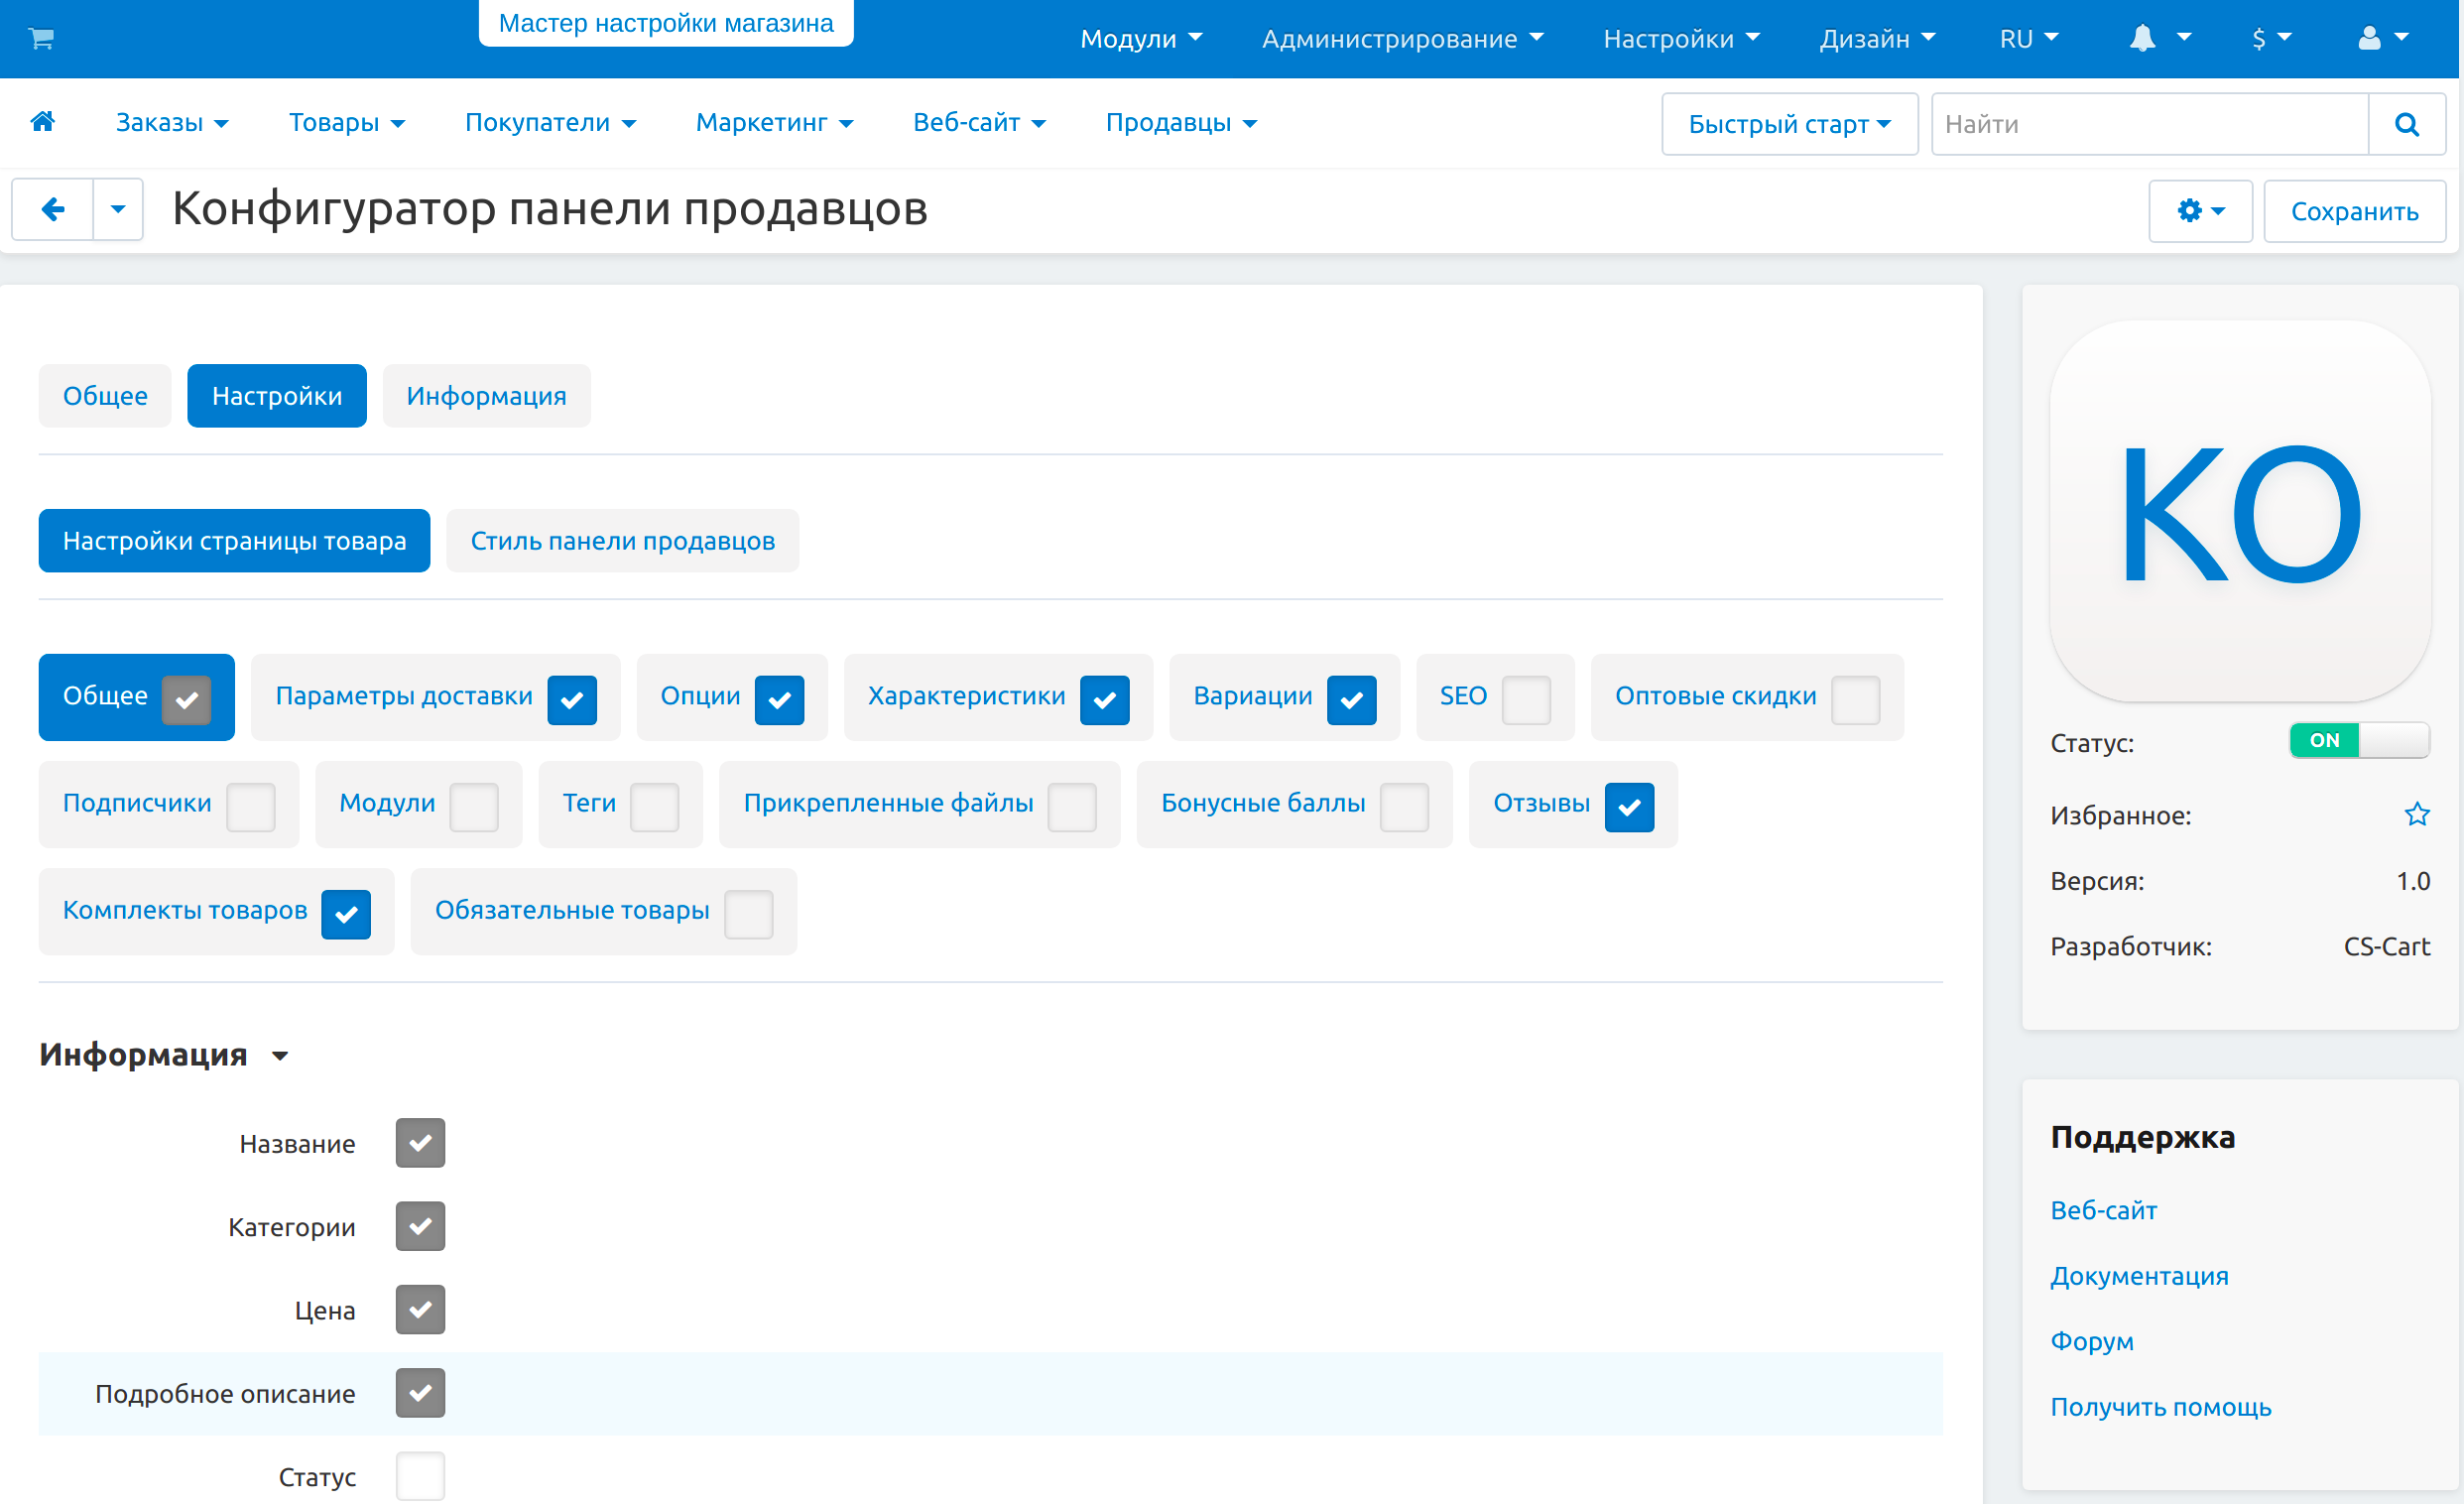 Мастер настройки магазина
Модули Администрирование Настройки Дизайн RU $
Заказы Товары Покупатели Маркетинг Веб-сайт Продавцы Быстрый старт Найти
Конфигуратор панели продавцов Сохранить
Общее Настройки Информация
Настройки страницы товара Стиль панели продавцов
Общее Параметры доставки Опции Характеристики Вариации SEO Оптовые скидки
Подписчики Модули Теги Прикрепленные файлы Бонусные баллы Отзывы
Комплекты товаров Обязательные товары
Информация
Название
Категории
Цена
Подробное описание
Статус
КО
Статус: ON
Избранное:
Версия: 1.0
Разработчик: CS-Cart
Поддержка
Веб-сайт
Документация
Форум
Получить помощь